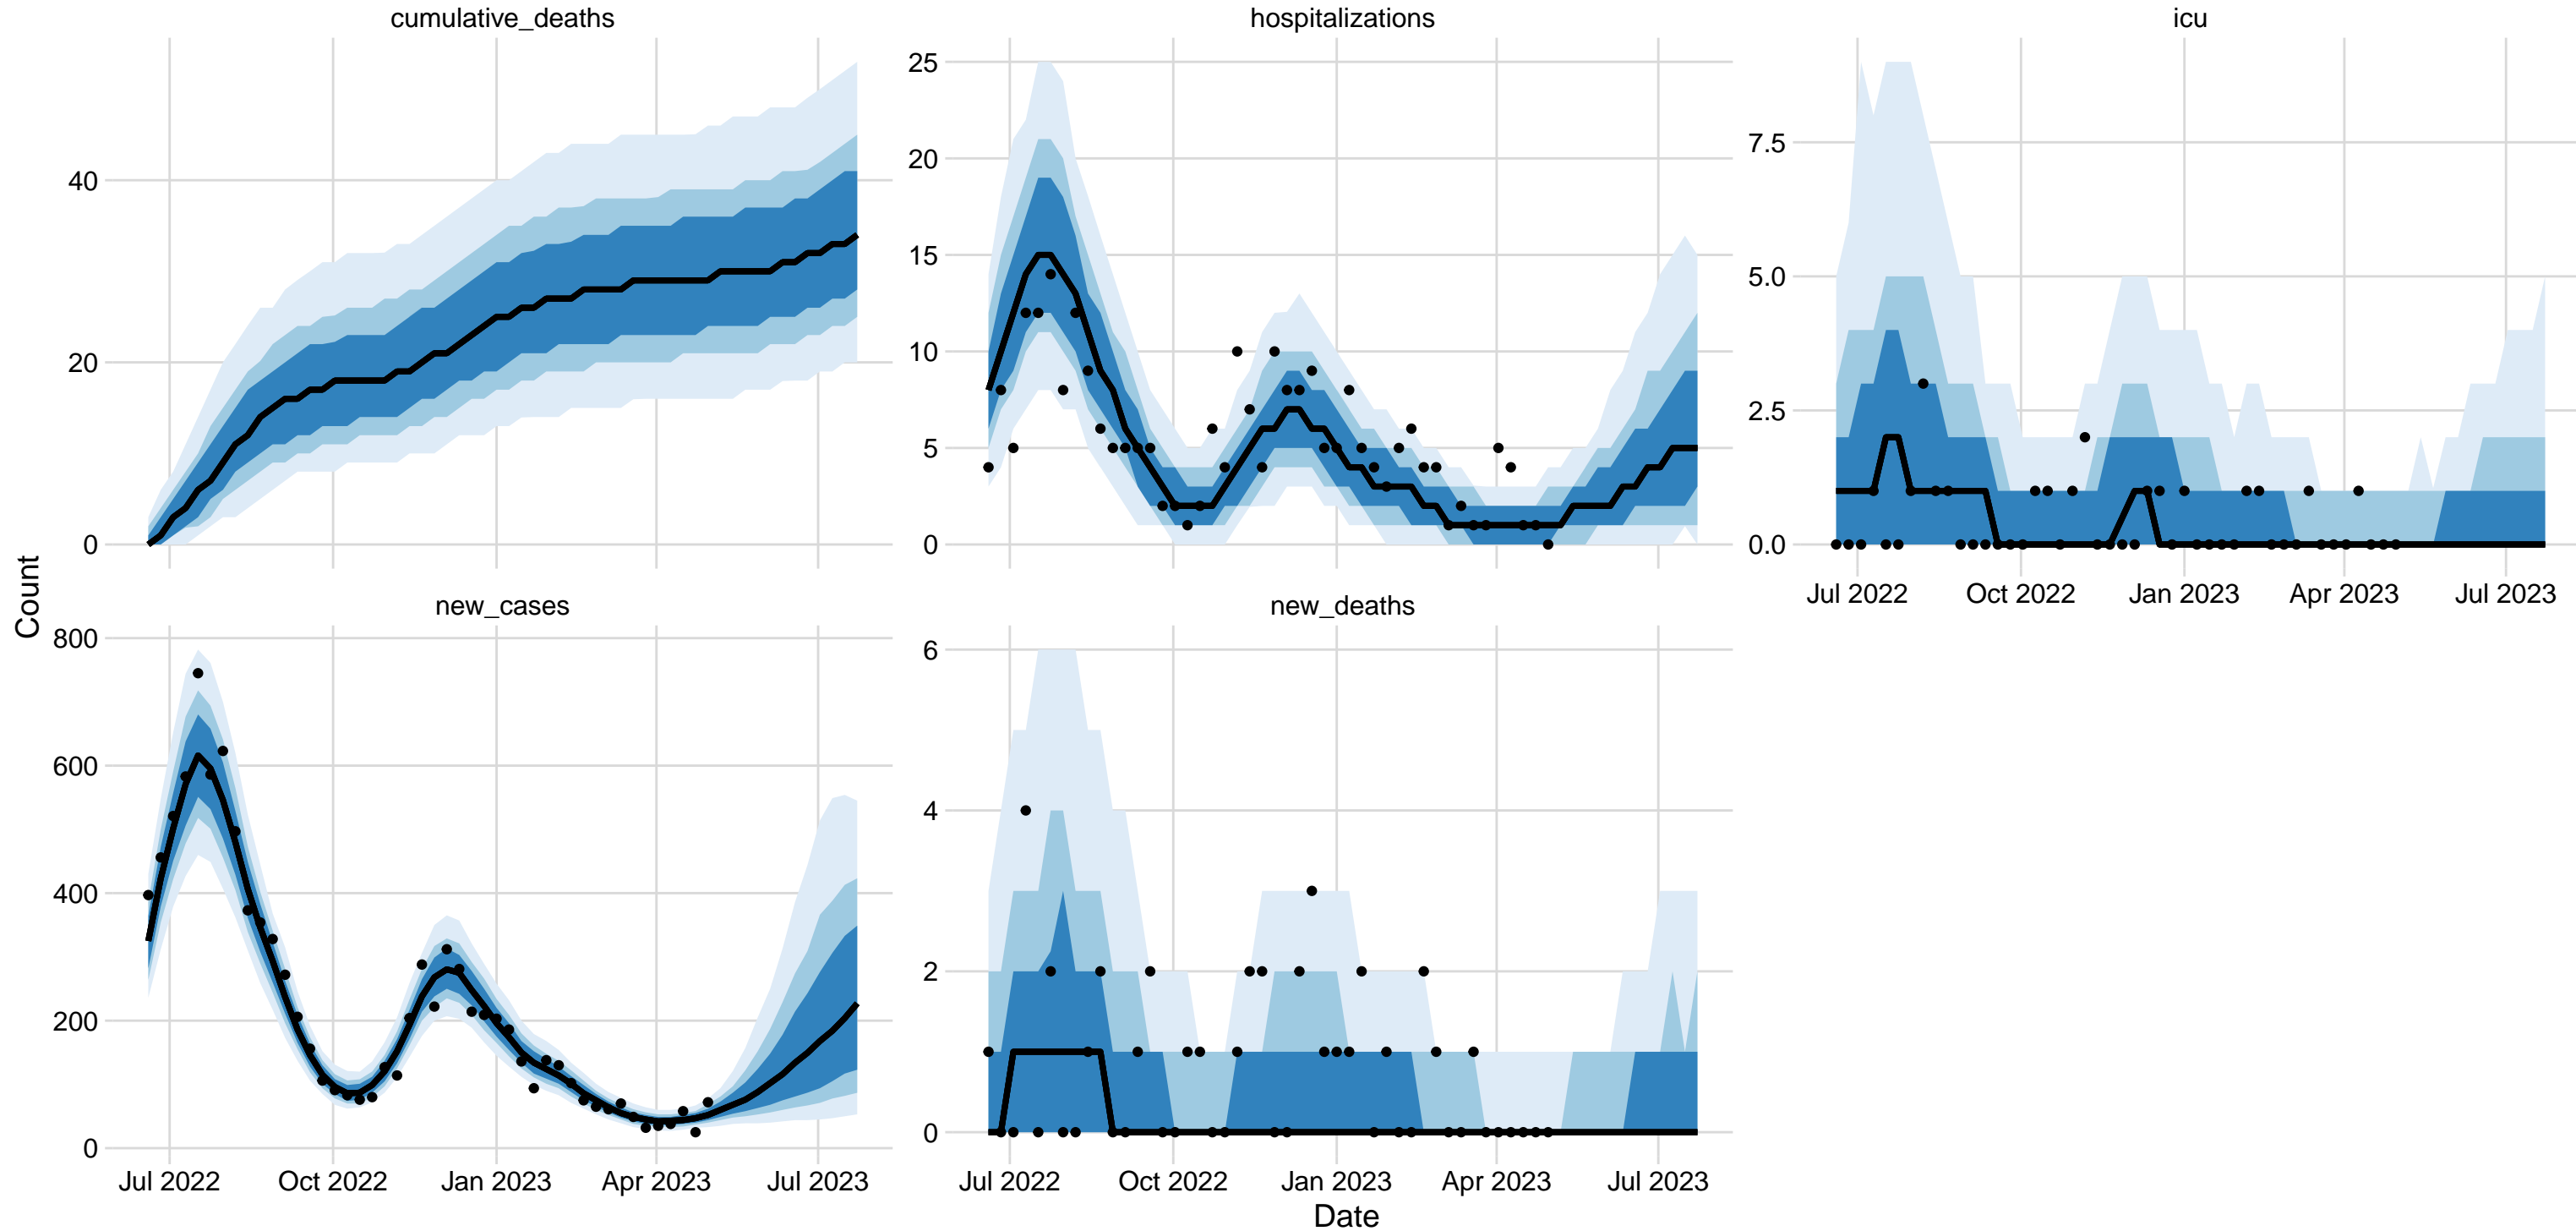 cumulative_deaths
hospitalizations
icu
40
20
0
25
20
15
10
5
0
7.5
5.0
2.5
0.0
Jul 2022 Oct 2022 Jan 2023 Apr 2023 Jul 2023
Count
new_cases
new_deaths
800
600
400
200
0
6
4
2
0
Jul 2022 Oct 2022 Jan 2023 Apr 2023 Jul 2023
Jul 2022 Oct 2022 Jan 2023 Apr 2023 Jul 2023
Date